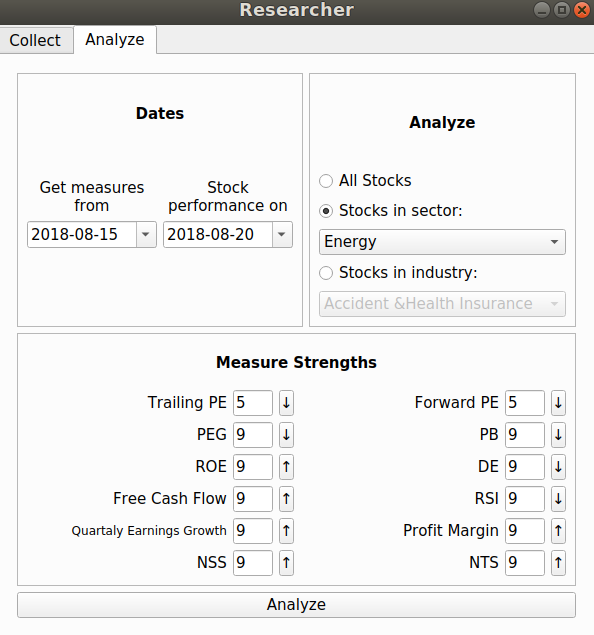 Researcher
Collect Analyze
Dates
Get measures from
Stock performance on
2018-08-15 2018-08-20
Analyze
All Stocks
Stocks in sector:
Energy
Stocks in industry:
Accident &Health Insurance
Measure Strengths
Trailing PE 5 ↓ Forward PE 5 ↓
PEG 9 ↓ PB 9 ↓
ROE 9 ↑ DE 9 ↓
Free Cash Flow 9 ↑ RSI 9 ↓
Quartaly Earnings Growth 9 ↑ Profit Margin 9 ↑
NSS 9 ↑ NTS 9 ↑
Analyze